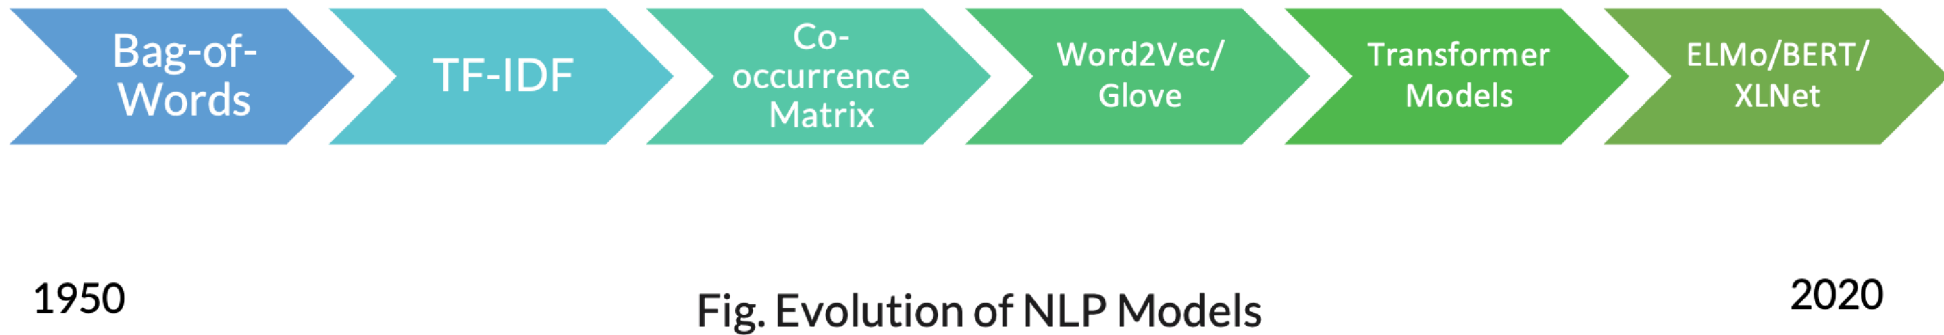 Bag-of-
Words
TF-IDF
Co-
occurrence
Matrix
Word2Vec/
Glove
Transformer
Models
ELMo/BERT/
XLNet
1950
Fig. Evolution of NLP Models
2020